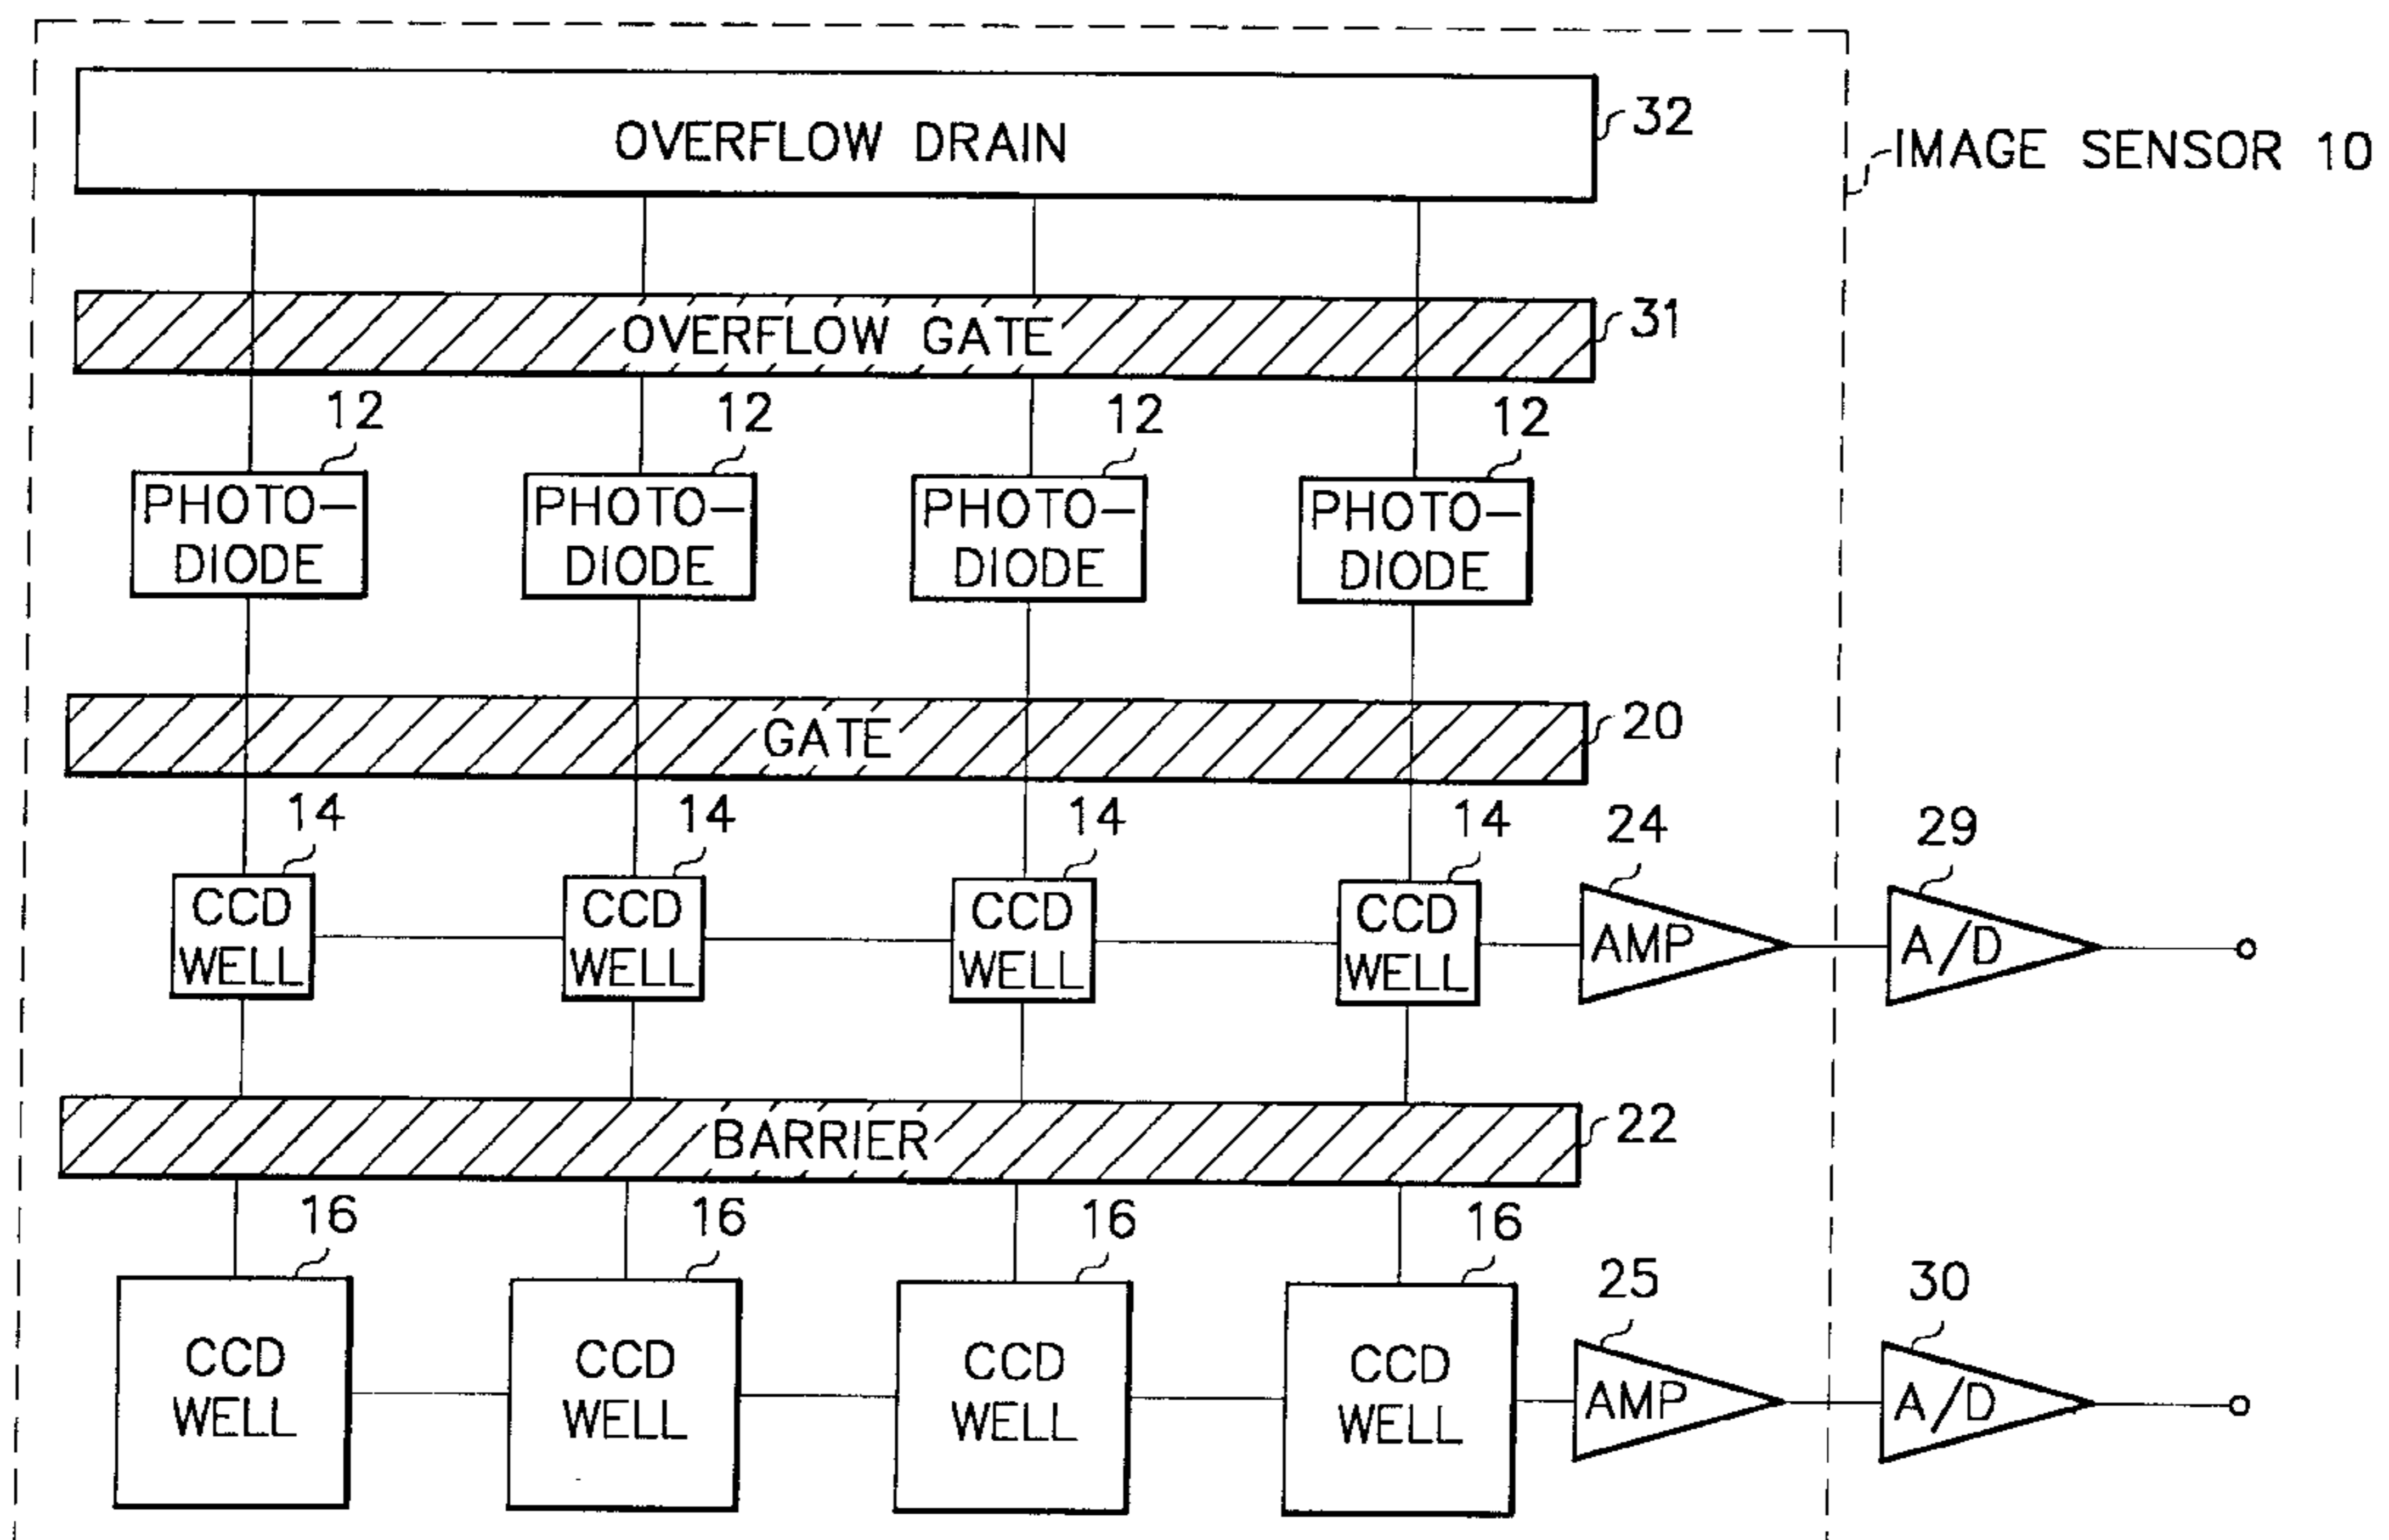 OVERFLOW DRAIN
32
IMAGE SENSOR 10
OVERFLOW GATE
31
12
12
12
12
PHOTO-
DIODE
PHOTO-
DIODE
PHOTO-
DIODE
PHOTO-
DIODE
GATE
20
14
14
14
14
24
29
CCD
WELL
CCD
WELL
CCD
WELL
CCD
WELL
AMP
A/D
BARRIER
22
16
16
16
16
25
30
CCD
WELL
CCD
WELL
CCD
WELL
CCD
WELL
AMP
A/D